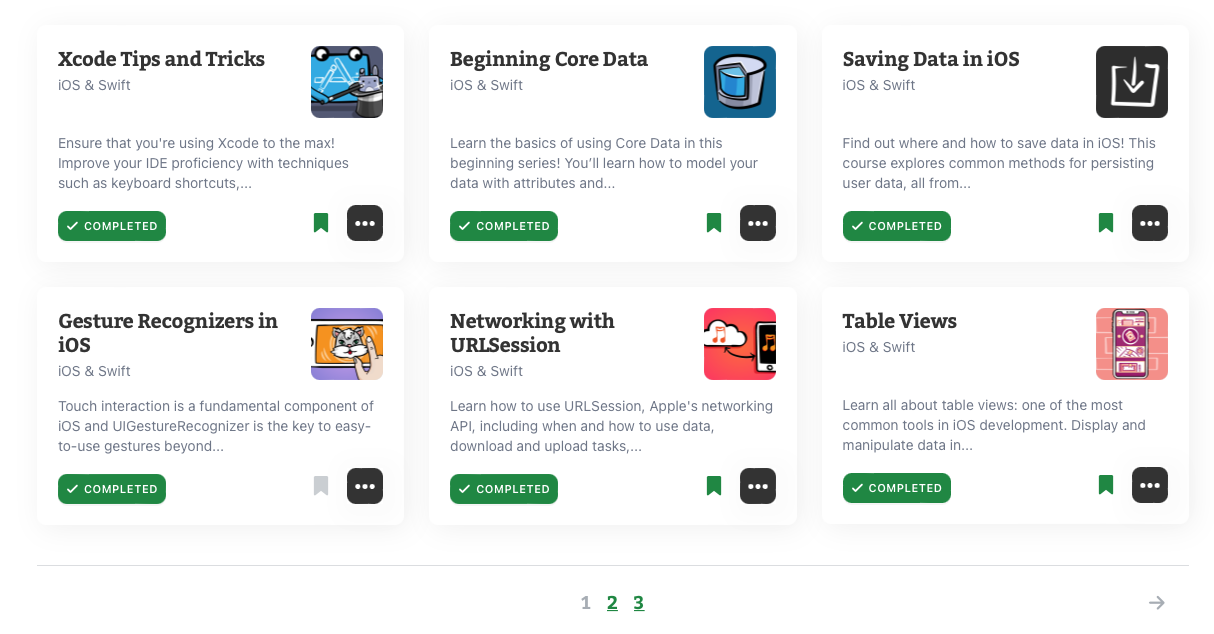 Xcode Tips and Tricks
iOS & Swift
Ensure that you're using Xcode to the max!
Improve your IDE proficiency with techniques
such as keyboard shortcuts,...
COMPLETED
Beginning Core Data
iOS & Swift
Learn the basics of using Core Data in this
beginning series! You’ll learn how to model your
data with attributes and...
COMPLETED
Saving Data in iOS
iOS & Swift
Find out where and how to save data in iOS! This
course explores common methods for persisting
user data, all from...
COMPLETED
Gesture Recognizers in
iOS
iOS & Swift
Touch interaction is a fundamental component of
iOS and UIGestureRecognizer is the key to easy-
to-use gestures beyond...
COMPLETED
Networking with
URLSession
iOS & Swift
Learn how to use URLSession, Apple's networking
API, including when and how to use data,
download and upload tasks,...
COMPLETED
Table Views
iOS & Swift
Learn all about table views: one of the most
common tools in iOS development. Display and
manipulate data in...
COMPLETED
1 2 3